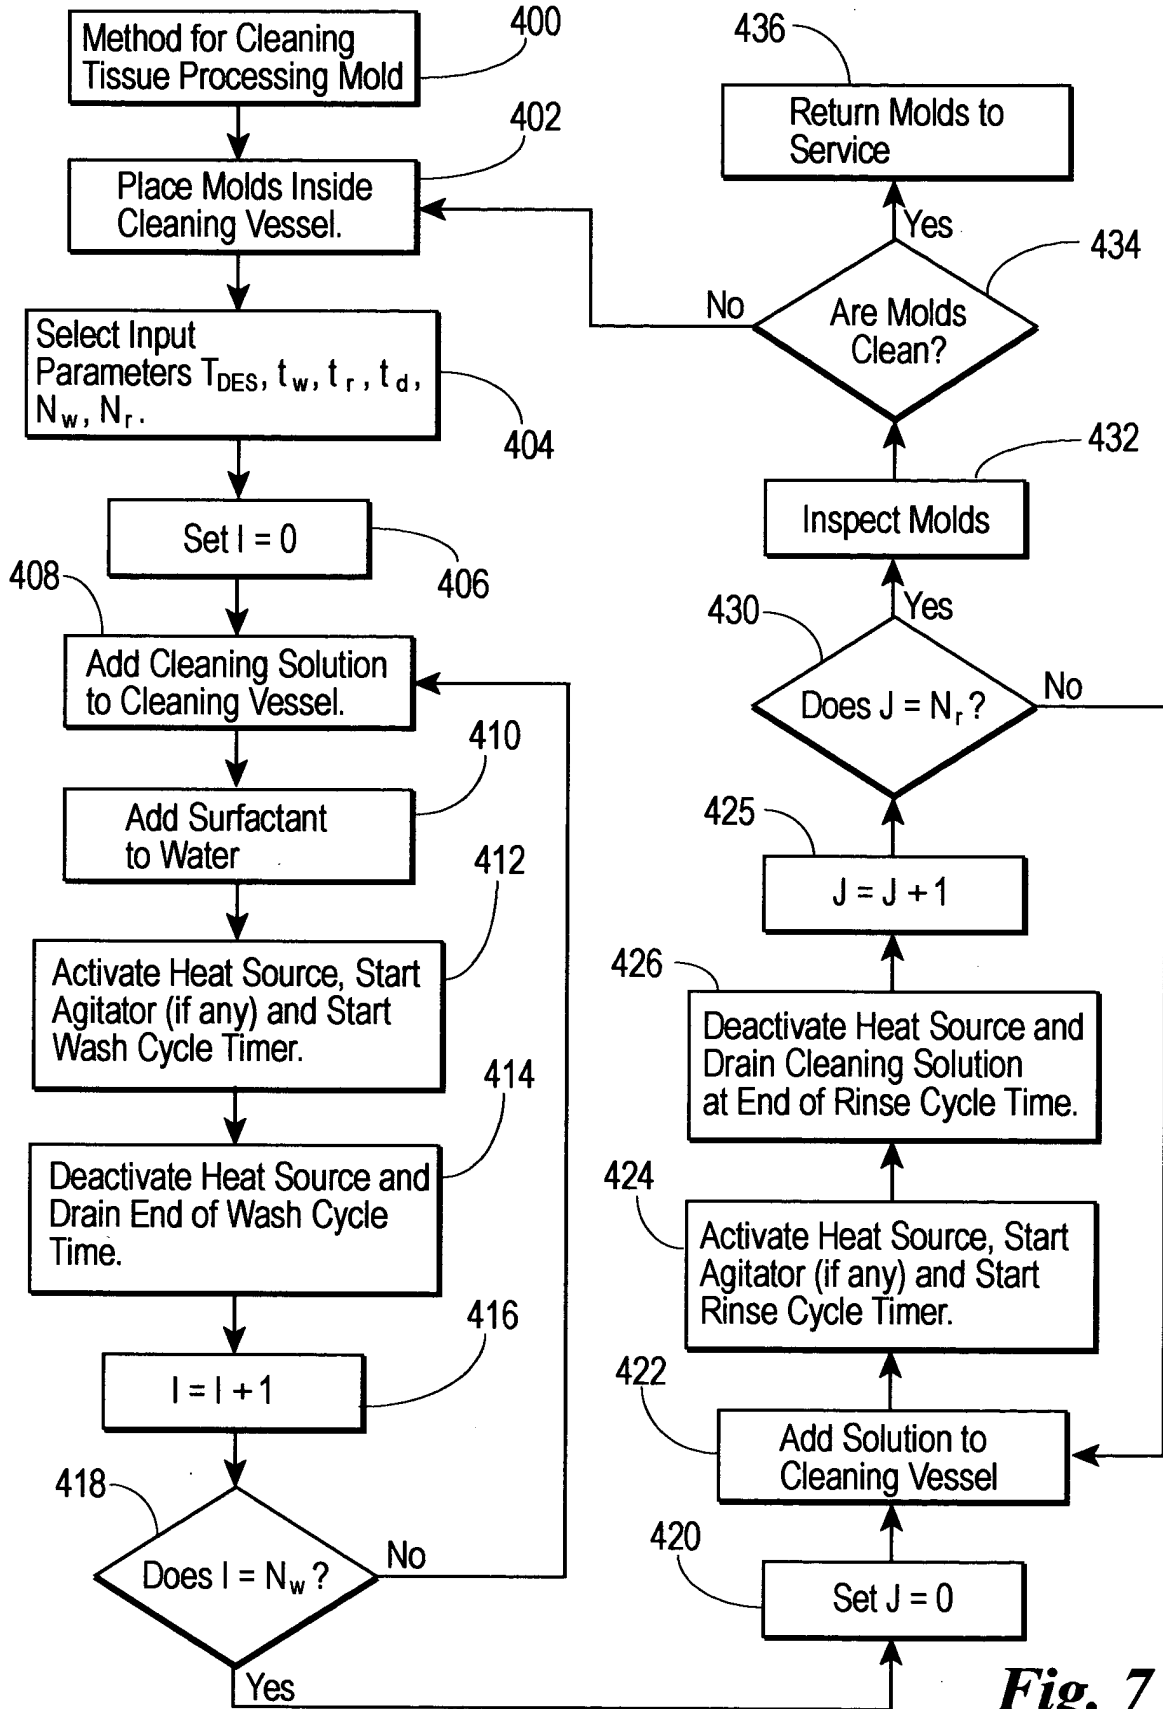 Method for Cleaning
Tissue Processing Mold
400
402
Place Molds Inside
Cleaning Vessel.
Select Input
Parameters T_DES, t_w, t_r, t_d,
N_w, N_r.
404
Set I = 0
406
408
Add Cleaning Solution
to Cleaning Vessel.
410
Add Surfactant
to Water
412
Activate Heat Source, Start
Agitator (if any) and Start
Wash Cycle Timer.
414
Deactivate Heat Source and
Drain End of Wash Cycle
Time.
416
I = I + 1
418
Does I = N_w ?
No
Yes
436
Return Molds to
Service
Yes
434
No
Are Molds
Clean?
432
Inspect Molds
430
Yes
Does J = N_r ?
No
425
J = J + 1
426
Deactivate Heat Source and
Drain Cleaning Solution
at End of Rinse Cycle Time.
424
Activate Heat Source, Start
Agitator (if any) and Start
Rinse Cycle Timer.
422
Add Solution to
Cleaning Vessel
420
Set J = 0
Fig. 7